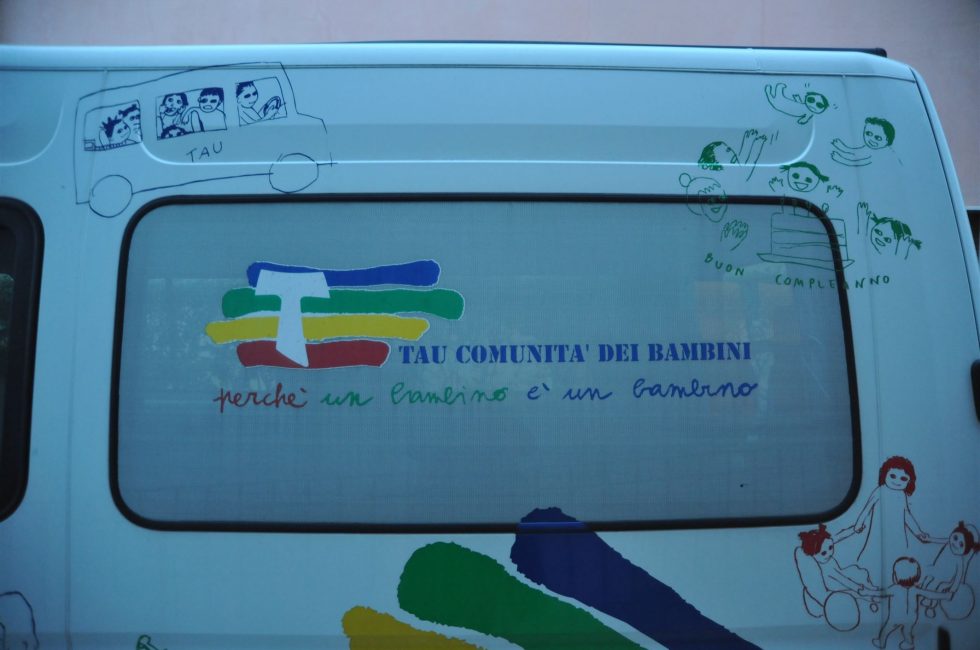 TAU
BUON COMPLEANNO
T
TAU COMUNITA' DEI BAMBINI
perchè un bambino è un bambino